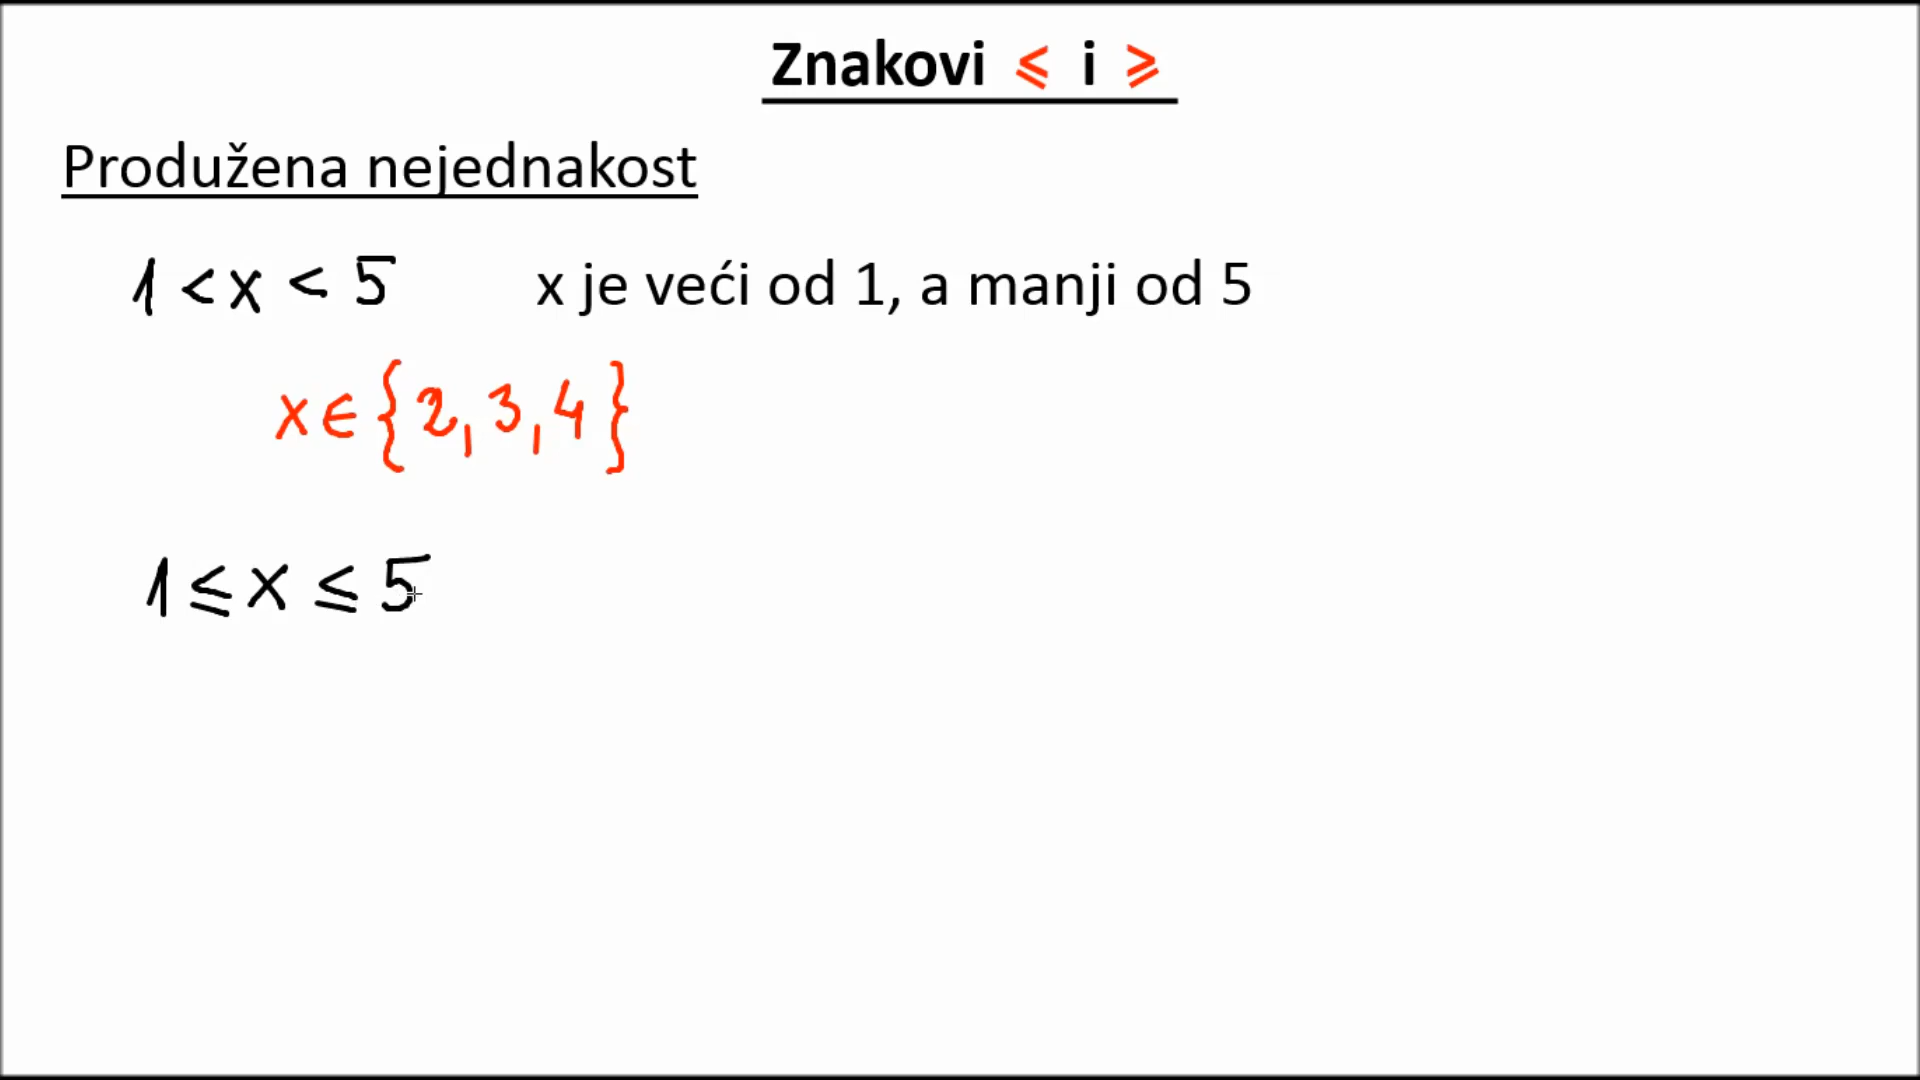 Znakovi ⩽ i ⩾
Produžena nejednakost
1 < x < 5 x je veći od 1, a manji od 5
x ∈ {2, 3, 4}
1 ≤ x ≤ 5